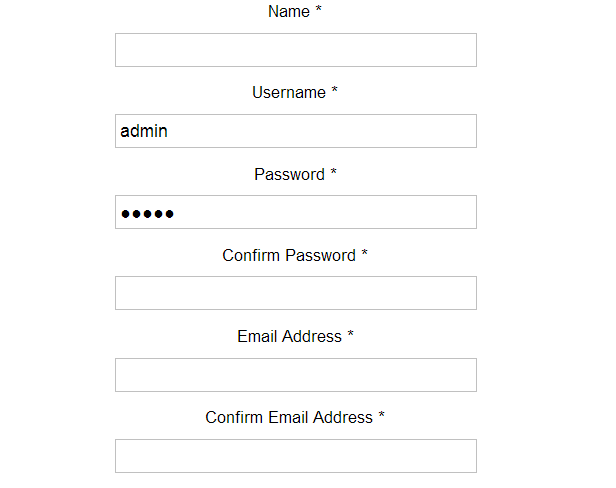 Name *
Username *
admin
Password *
●●●●●
Confirm Password *
Email Address *
Confirm Email Address *